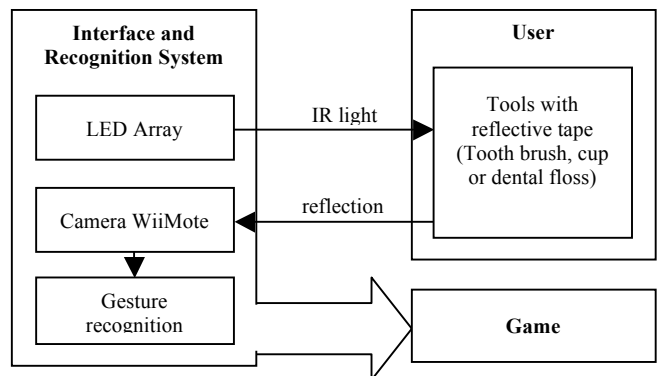 Interface and
Recognition System
LED Array
Camera WiiMote
Gesture
recognition
IR light
reflection
User
Tools with
reflective tape
(Tooth brush, cup
or dental floss)
Game